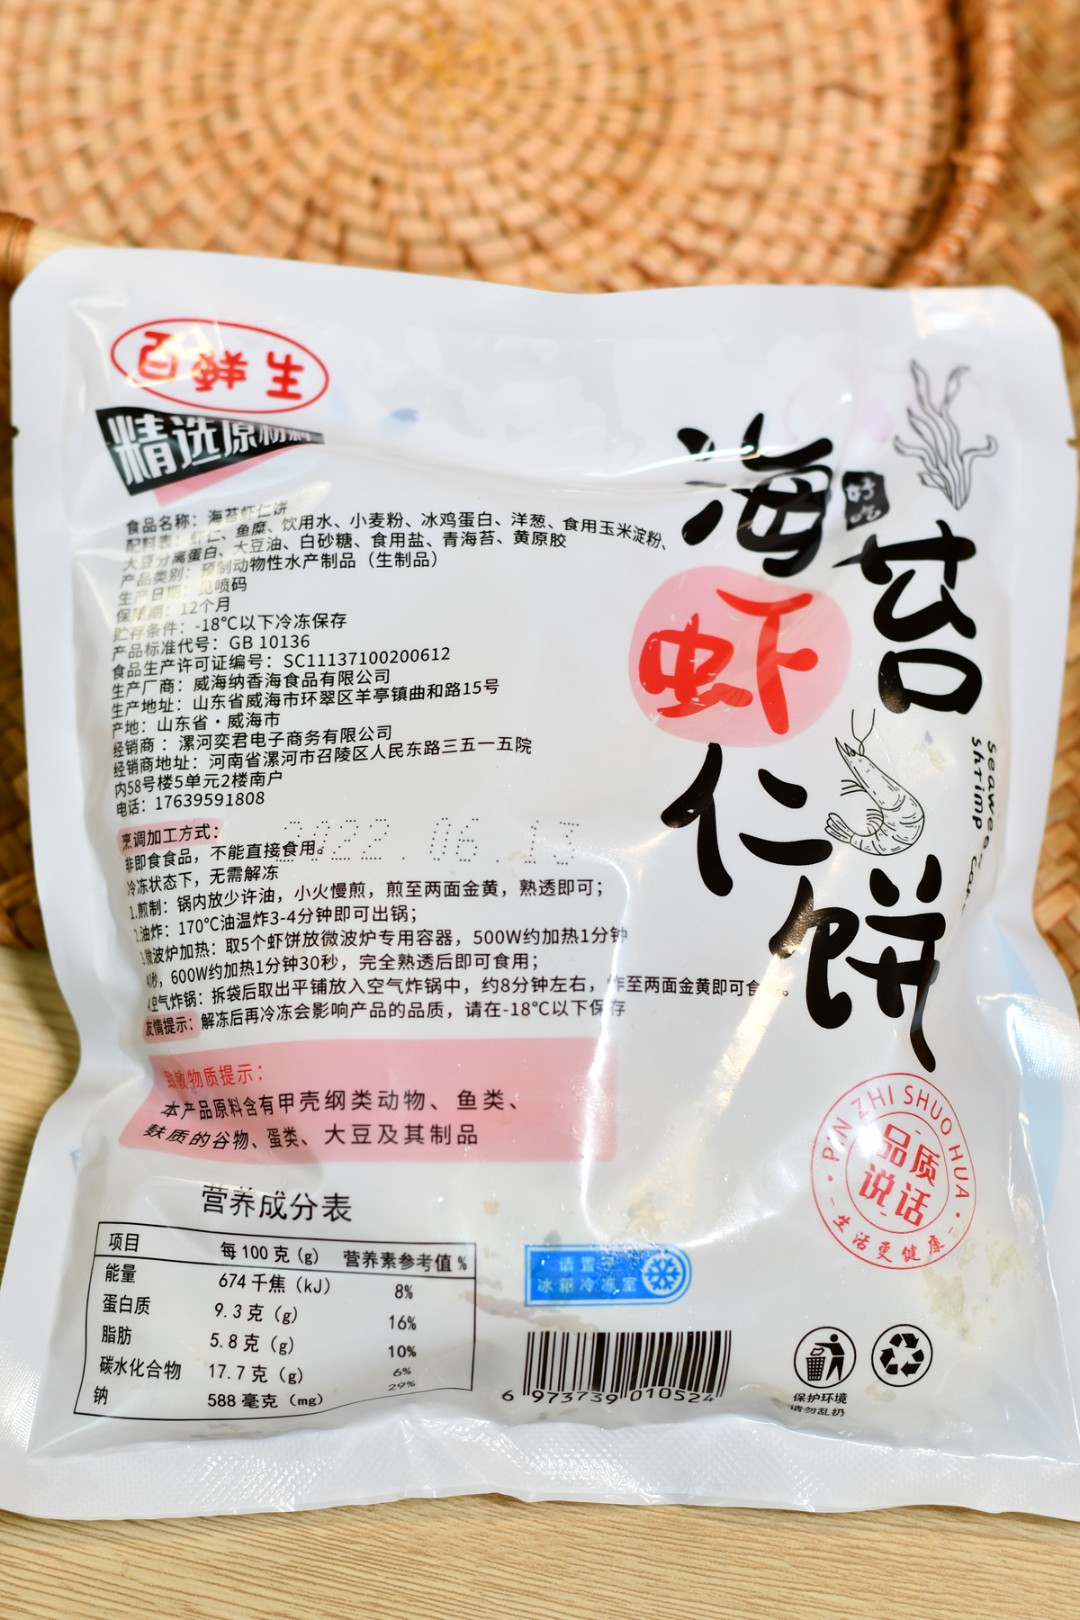 百鲜生
精选原材料
食品名称：海苔虾仁饼
配料表：虾仁、鱼糜、饮用水、小麦粉、冰鸡蛋白、洋葱、食用玉米淀粉、
大豆分离蛋白、大豆油、白砂糖、食用盐、青海苔、黄原胶
产品类别：预制动物性水产制品（生制品）
生产日期：见喷码
保质期：12个月
贮存条件：-18℃以下冷冻保存
产品标准代号：GB 10136
食品生产许可证编号：SC11137100200612
生产厂商：威海纳香海食品有限公司
生产地址：山东省威海市环翠区羊亭镇曲和路15号
产地：山东省·威海市
经销商：漯河奕君电子商务有限公司
经销商地址：河南省漯河市召陵区人民东路三五一五院
内58号楼5单元2楼南户
电话：17639591808
2022.06.13
烹调加工方式：
非即食食品，不能直接食用。
冷冻状态下，无需解冻
1.煎制：锅内放少许油，小火慢煎，煎至两面金黄，熟透即可；
2.油炸：170℃油温炸3-4分钟即可出锅；
3.微波炉加热：取5个虾饼放微波炉专用容器，500W约加热1分钟
40秒，600W约加热1分钟30秒，完全熟透后即可食用；
4.空气炸锅：拆袋后取出平铺放入空气炸锅中，约8分钟左右，炸至两面金黄即可食用。
友情提示：解冻后再冷冻会影响产品的品质，请在-18℃以下保存
致敏物质提示：
本产品原料含有甲壳纲类动物、鱼类、
麸质的谷物、蛋类、大豆及其制品
营养成分表
项目 每100克(g) 营养素参考值%
能量 674千焦(kJ) 8%
蛋白质 9.3克(g) 16%
脂肪 5.8克(g) 10%
碳水化合物 17.7克(g) 6%
钠 588毫克(mg) 29%
海苔
好吃
虾仁饼
Seaweed
Shrimp
PIN ZHI SHUO HUA
品质
说话
生活更健康
请置于
冰箱冷冻室
6 973739 010524
保护环境
请勿乱扔